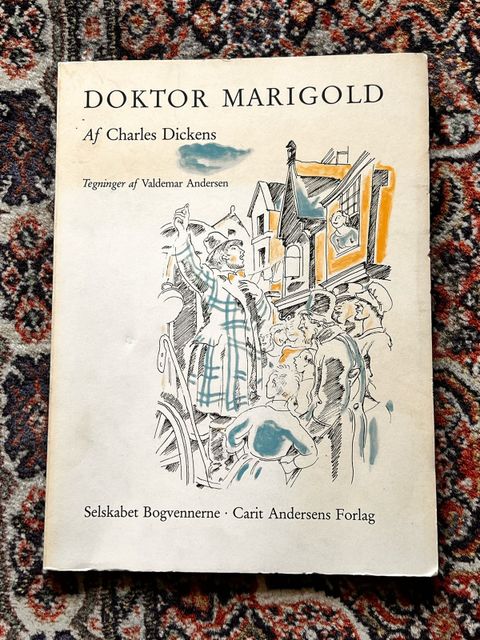 DOKTOR MARIGOLD
Af Charles Dickens
Tegninger af Valdemar Andersen
Selskabet Bogvennerne · Carit Andersens Forlag